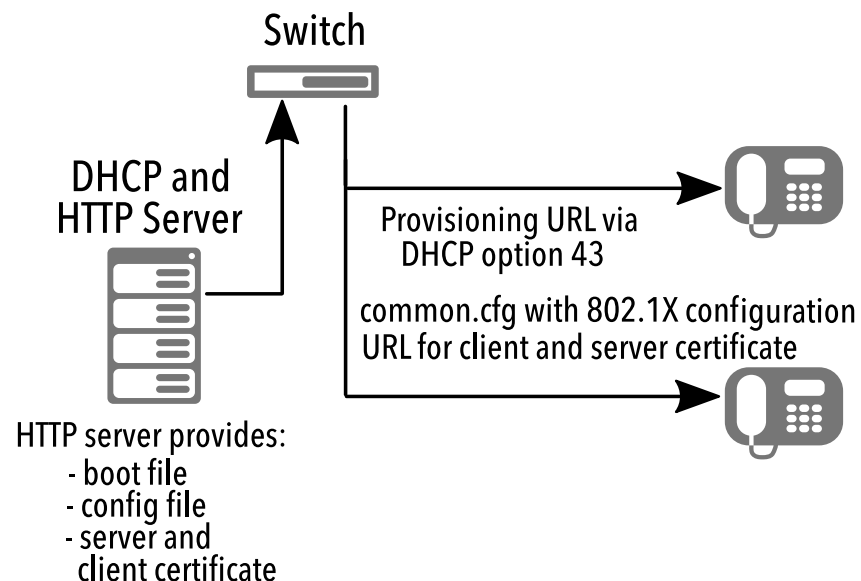 Switch
DHCP and
HTTP Server
Provisioning URL via
DHCP option 43
common.cfg with 802.1X configuration
URL for client and server certificate
HTTP server provides:
- boot file
- config file
- server and
client certificate